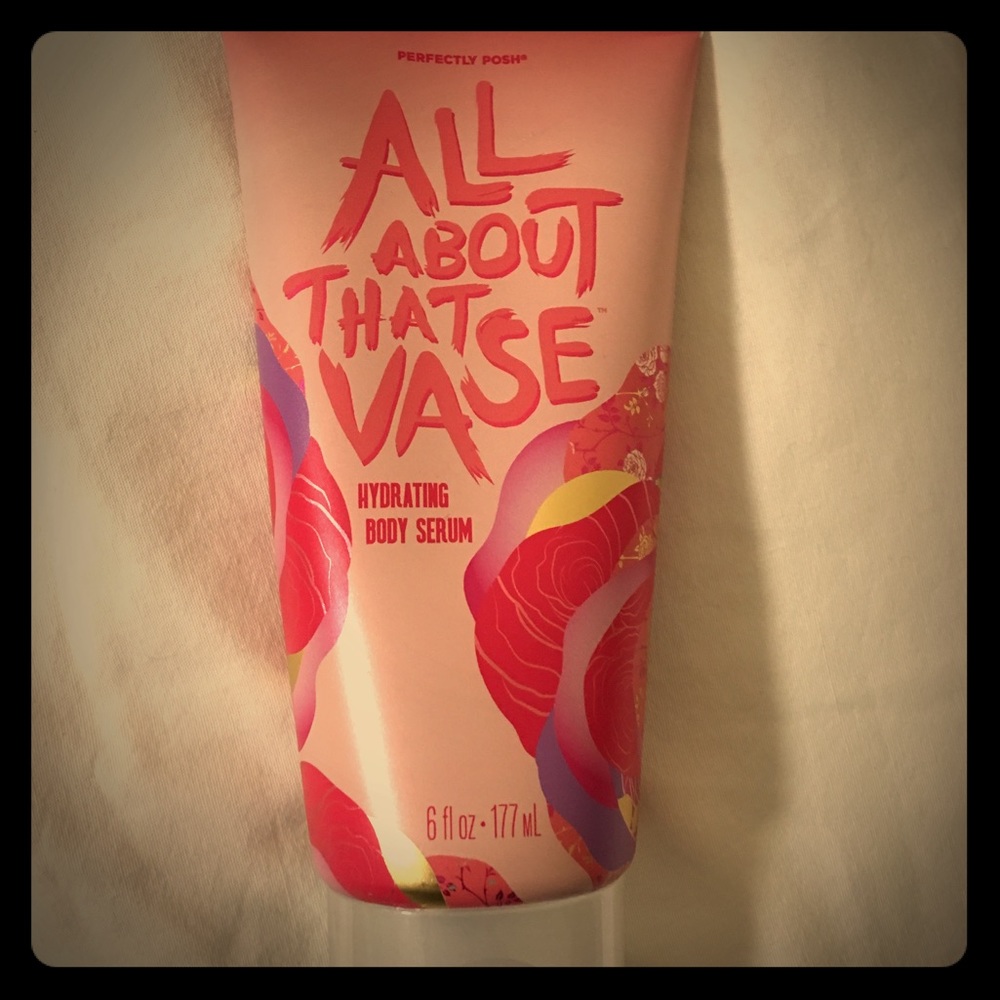 PERFECTLY POSH®
ALL
ABOUT
THAT
VASE™
HYDRATING
BODY SERUM
6 fl oz • 177 mL